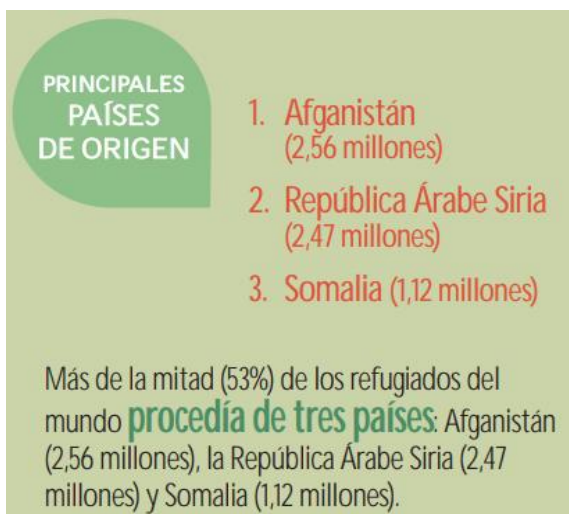 PRINCIPALES
PAÍSES
DE ORIGEN
1. Afganistán
(2,56 millones)
2. República Árabe Siria
(2,47 millones)
3. Somalia (1,12 millones)
Más de la mitad (53%) de los refugiados del
mundo procedía de tres países: Afganistán
(2,56 millones), la República Árabe Siria (2,47
millones) y Somalia (1,12 millones).